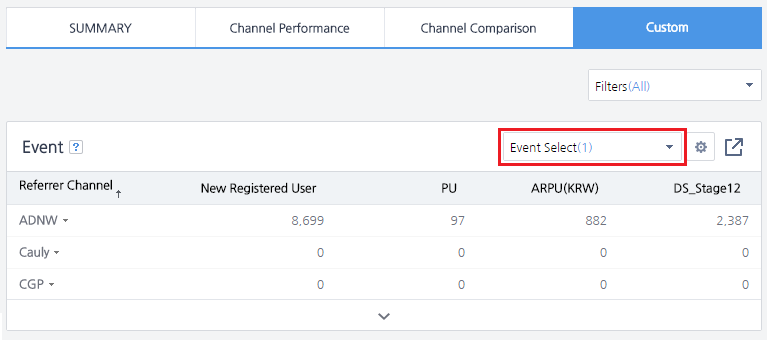 SUMMARY Channel Performance Channel Comparison Custom
Filters(All)
Event ? Event Select(1)
Referrer Channel New Registered User PU ARPU(KRW) DS_Stage12
ADNW 8,699 97 882 2,387
Cauly 0 0 0 0
CGP 0 0 0 0